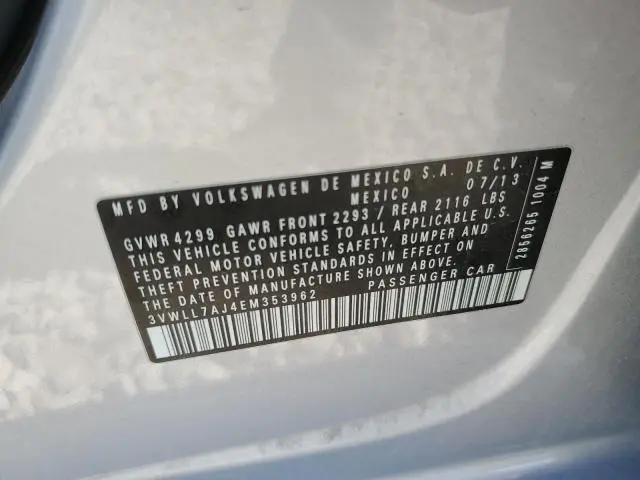 MFD BY VOLKSWAGEN DE MEXICO S.A. DE C.V.
MEXICO 07/13
GVWR 4299 GAWR FRONT 2293 / REAR 2116 LBS
THIS VEHICLE CONFORMS TO ALL APPLICABLE U.S.
FEDERAL MOTOR VEHICLE SAFETY, BUMPER AND
THEFT PREVENTION STANDARDS IN EFFECT ON
THE DATE OF MANUFACTURE SHOWN ABOVE.
3VWLL7AJ4EM353962 PASSENGER CAR
2856265 1004 M